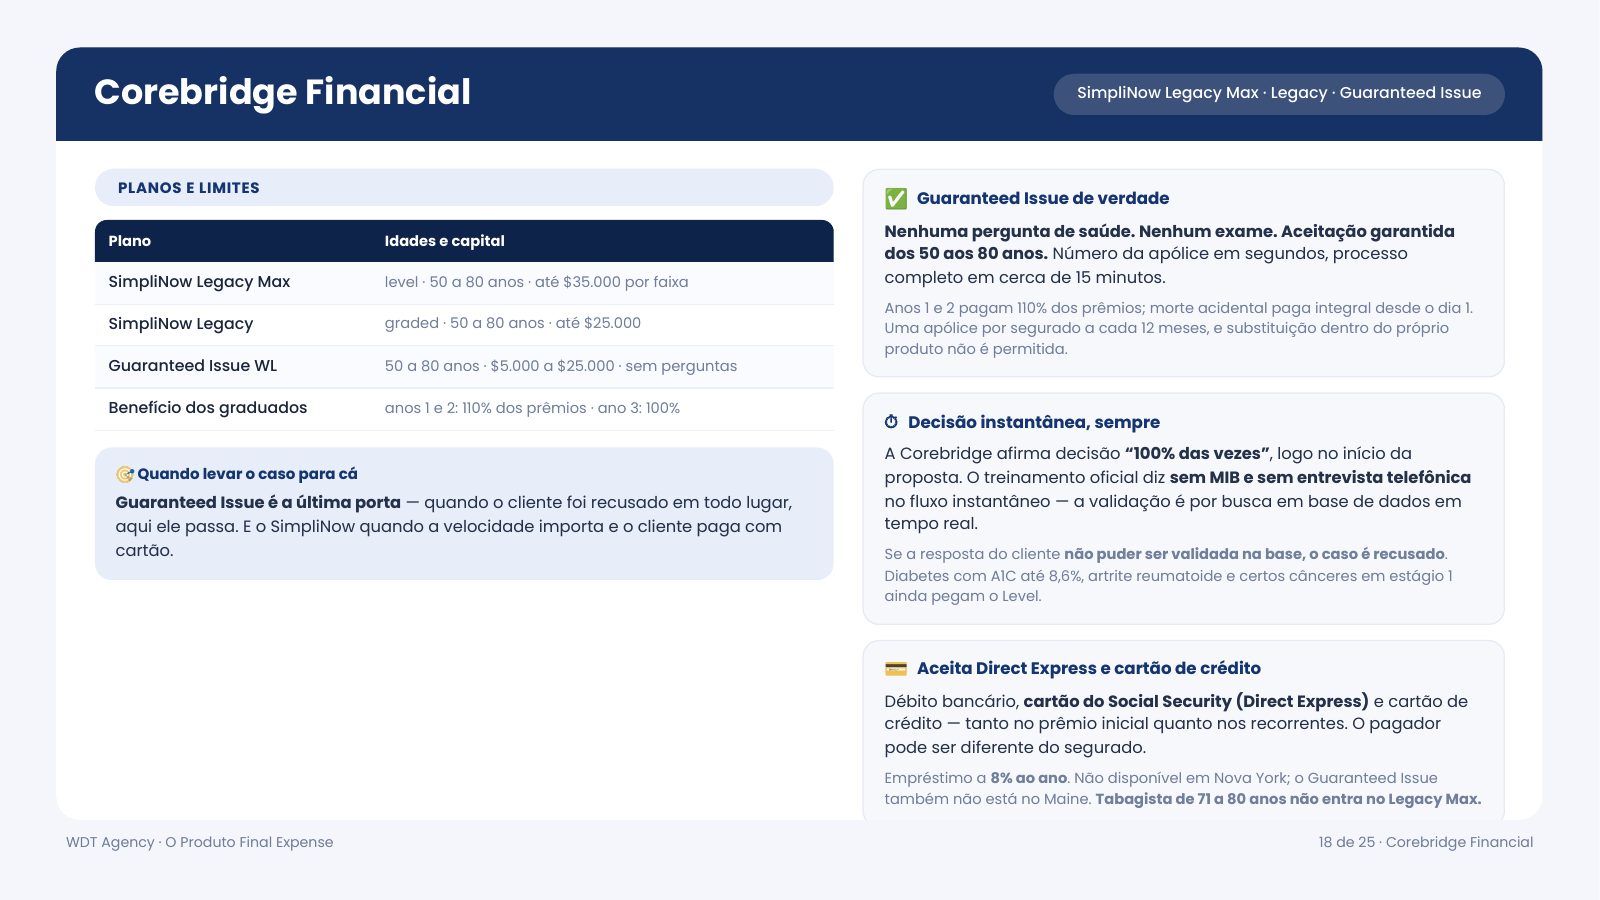 Corebridge Financial
SimpliNow Legacy Max · Legacy · Guaranteed Issue
PLANOS E LIMITES
Plano Idades e capital
SimpliNow Legacy Max level · 50 a 80 anos · até $35.000 por faixa
SimpliNow Legacy graded · 50 a 80 anos · até $25.000
Guaranteed Issue WL 50 a 80 anos · $5.000 a $25.000 · sem perguntas
Benefício dos graduados anos 1 e 2: 110% dos prêmios · ano 3: 100%
🎯 Quando levar o caso para cá
Guaranteed Issue é a última porta — quando o cliente foi recusado em todo lugar,
aqui ele passa. E o SimpliNow quando a velocidade importa e o cliente paga com
cartão.
✅ Guaranteed Issue de verdade
Nenhuma pergunta de saúde. Nenhum exame. Aceitação garantida
dos 50 aos 80 anos. Número da apólice em segundos, processo
completo em cerca de 15 minutos.
Anos 1 e 2 pagam 110% dos prêmios; morte acidental paga integral desde o dia 1.
Uma apólice por segurado a cada 12 meses, e substituição dentro do próprio
produto não é permitida.
⏱ Decisão instantânea, sempre
A Corebridge afirma decisão “100% das vezes”, logo no início da
proposta. O treinamento oficial diz sem MIB e sem entrevista telefônica
no fluxo instantâneo — a validação é por busca em base de dados em
tempo real.
Se a resposta do cliente não puder ser validada na base, o caso é recusado.
Diabetes com A1C até 8,6%, artrite reumatoide e certos cânceres em estágio 1
ainda pegam o Level.
💳 Aceita Direct Express e cartão de crédito
Débito bancário, cartão do Social Security (Direct Express) e cartão de
crédito — tanto no prêmio inicial quanto nos recorrentes. O pagador
pode ser diferente do segurado.
Empréstimo a 8% ao ano. Não disponível em Nova York; o Guaranteed Issue
também não está no Maine. Tabagista de 71 a 80 anos não entra no Legacy Max.
WDT Agency · O Produto Final Expense
18 de 25 · Corebridge Financial